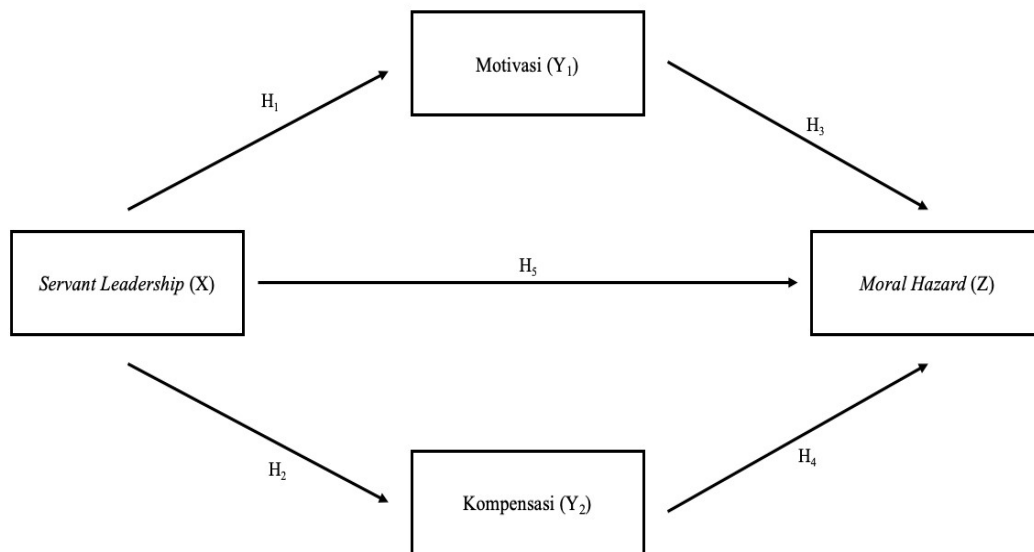 Motivasi (Y₁)
H₁
H₃
Servant Leadership (X)
H₅
Moral Hazard (Z)
H₂
H₄
Kompensasi (Y₂)